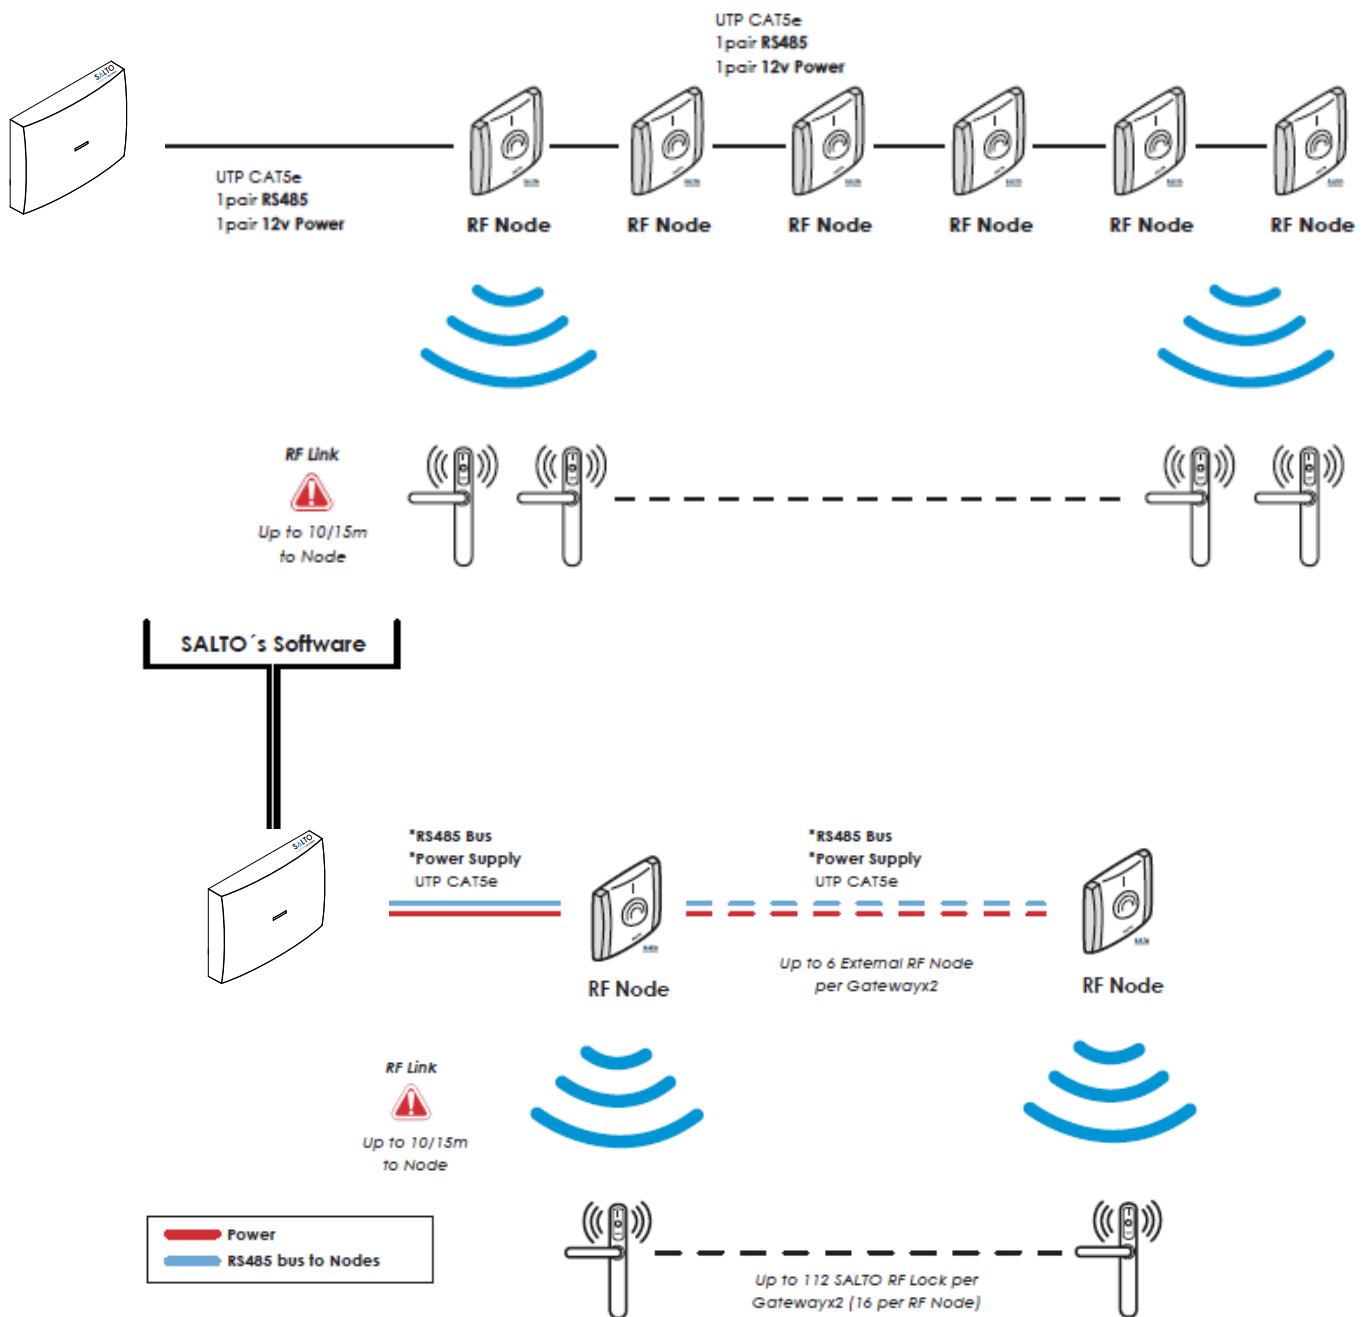 UTP CAT5e
1pair RS485
1pair 12v Power
SALTO
UTP CAT5e
1pair RS485
1pair 12v Power
RF Node
RF Node
RF Node
RF Node
RF Node
RF Node
RF Link
Up to 10/15m
to Node
SALTO´s Software
SALTO
*RS485 Bus
*Power Supply
UTP CAT5e
*RS485 Bus
*Power Supply
UTP CAT5e
Up to 6 External RF Node
per Gatewayx2
RF Node
RF Node
RF Link
Up to 10/15m
to Node
Power
RS485 bus to Nodes
Up to 112 SALTO RF Lock per
Gatewayx2 (16 per RF Node)